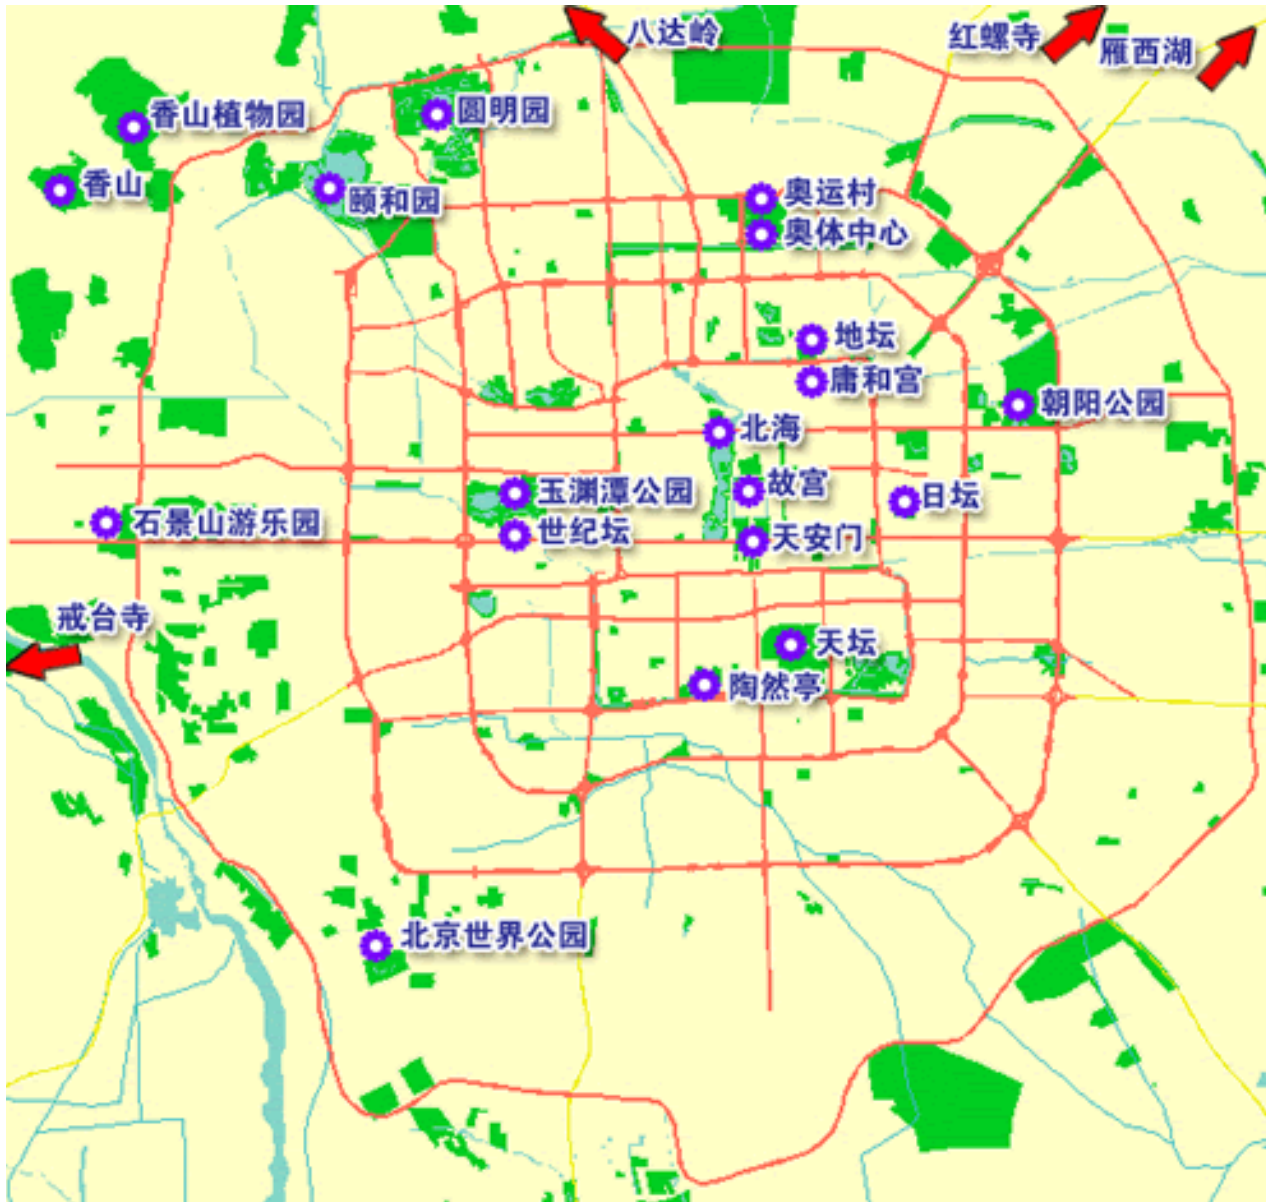 八达岭
红螺寺
雁西湖
香山植物园
圆明园
香山
颐和园
奥运村
奥体中心
地坛
庸和宫
朝阳公园
北海
玉渊潭公园
故宫
日坛
石景山游乐园
世纪坛
天安门
戒台寺
天坛
陶然亭
北京世界公园